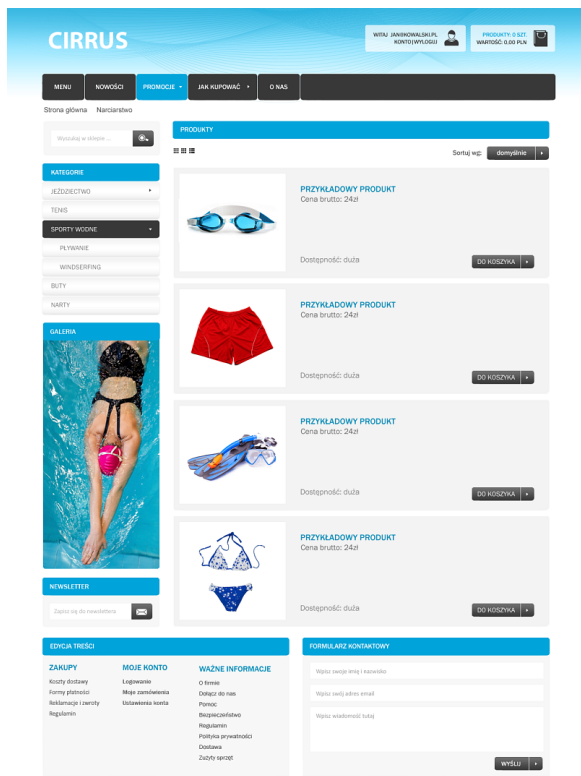 CIRRUS
WITAJ JANIIKOWALSKI.PL
KONTO|WYLOGUJ
PRODUKTY: 0 SZT.
WARTOŚĆ: 0,00 PLN
MENU
NOWOŚCI
PROMOCJE
JAK KUPOWAĆ
O NAS
Strona główna Narciarstwo
Wyszukaj w sklepie ...
PRODUKTY
Sortuj wg: domyślnie
KATEGORIE
JEŹDZIECTWO
TENIS
SPORTY WODNE
PŁYWANIE
WINDSERFING
BUTY
NARTY
GALERIA
PRZYKŁADOWY PRODUKT
Cena brutto: 24zł
Dostępność: duża
DO KOSZYKA
PRZYKŁADOWY PRODUKT
Cena brutto: 24zł
Dostępność: duża
DO KOSZYKA
PRZYKŁADOWY PRODUKT
Cena brutto: 24zł
Dostępność: duża
DO KOSZYKA
PRZYKŁADOWY PRODUKT
Cena brutto: 24zł
Dostępność: duża
DO KOSZYKA
NEWSLETTER
Zapisz się do newslettera
EDYCJA TREŚCI
ZAKUPY
Koszty dostawy
Formy płatności
Reklamacje i zwroty
Regulamin
MOJE KONTO
Logowanie
Moje zamówienia
Ustawienia konta
WAŻNE INFORMACJE
O firmie
Dołącz do nas
Pomoc
Bezpieczeństwo
Regulamin
Polityka prywatności
Dostawa
Zużyty sprzęt
FORMULARZ KONTAKTOWY
Wpisz swoje imię i nazwisko
Wpisz swój adres email
Wpisz wiadomość tutaj
WYŚLIJ